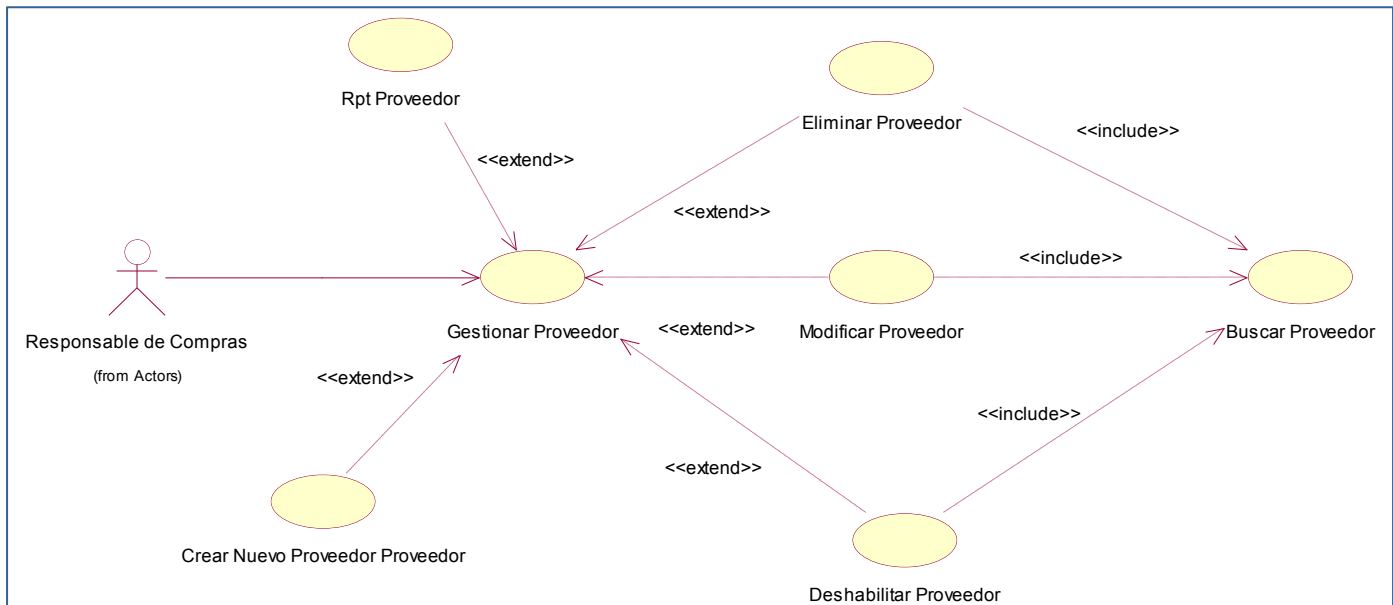 Rpt Proveedor
Eliminar Proveedor
<<include>>
<<extend>>
<<extend>>
<<include>>
Gestionar Proveedor
<<extend>>
Modificar Proveedor
Buscar Proveedor
Responsable de Compras
(from Actors)
<<extend>>
<<include>>
<<extend>>
Crear Nuevo Proveedor Proveedor
Deshabilitar Proveedor